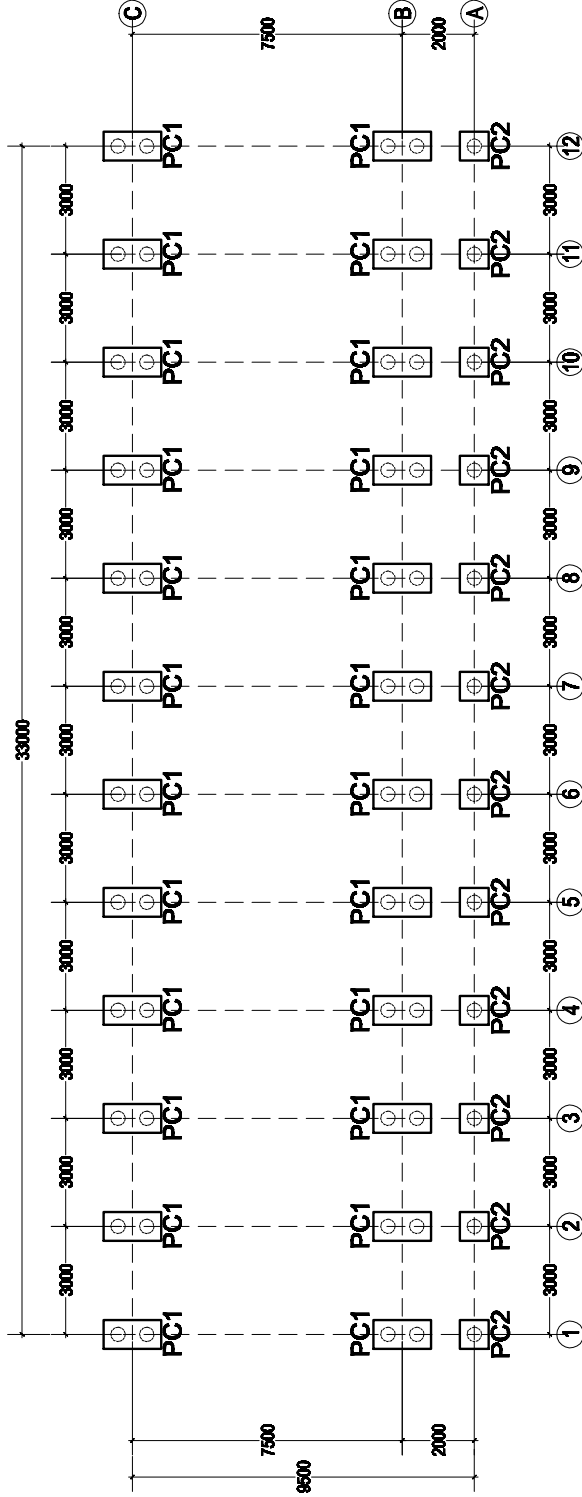 33000
3000 3000 3000 3000 3000 3000 3000 3000 3000 3000 3000
C
PC1 PC1 PC1 PC1 PC1 PC1 PC1 PC1 PC1 PC1 PC1 PC1
7500 7500
9500
PC1 PC1 PC1 PC1 PC1 PC1 PC1 PC1 PC1 PC1 PC1 PC1
B
2000 2000
A
PC2 PC2 PC2 PC2 PC2 PC2 PC2 PC2 PC2 PC2 PC2 PC2
3000 3000 3000 3000 3000 3000 3000 3000 3000 3000 3000
1 2 3 4 5 6 7 8 9 10 11 12